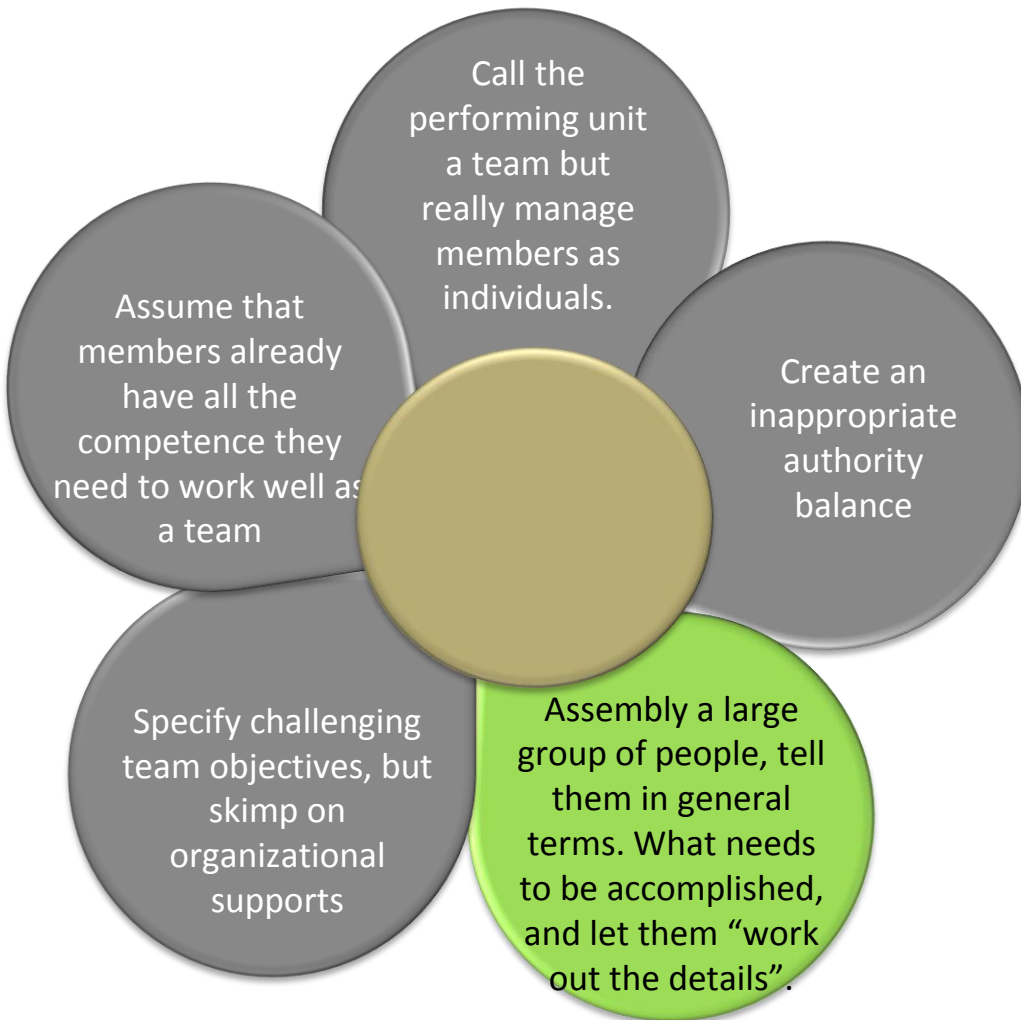 Call the
performing unit
a team but
really manage
members as
individuals.
Create an
inappropriate
authority
balance
Assembly a large
group of people, tell
them in general
terms. What needs
to be accomplished,
and let them “work
out the details”.
Specify challenging
team objectives, but
skimp on
organizational
supports
Assume that
members already
have all the
competence they
need to work well as
a team